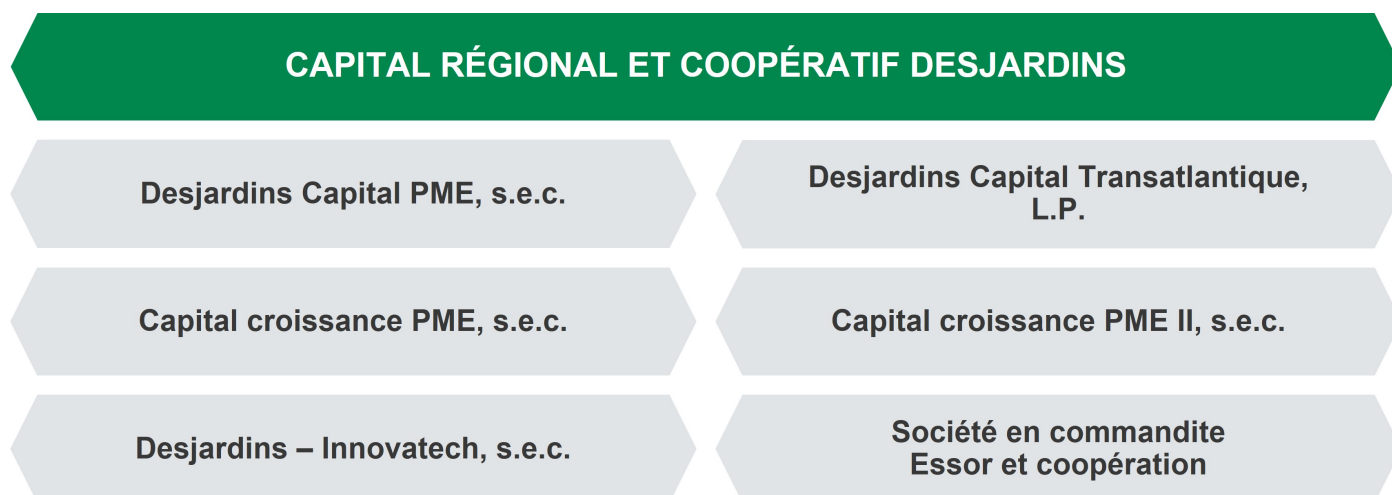 CAPITAL RÉGIONAL ET COOPÉRATIF DESJARDINS
Desjardins Capital PME, s.e.c.
Desjardins Capital Transatlantique,
L.P.
Capital croissance PME, s.e.c.
Capital croissance PME II, s.e.c.
Desjardins – Innovatech, s.e.c.
Société en commandite
Essor et coopération